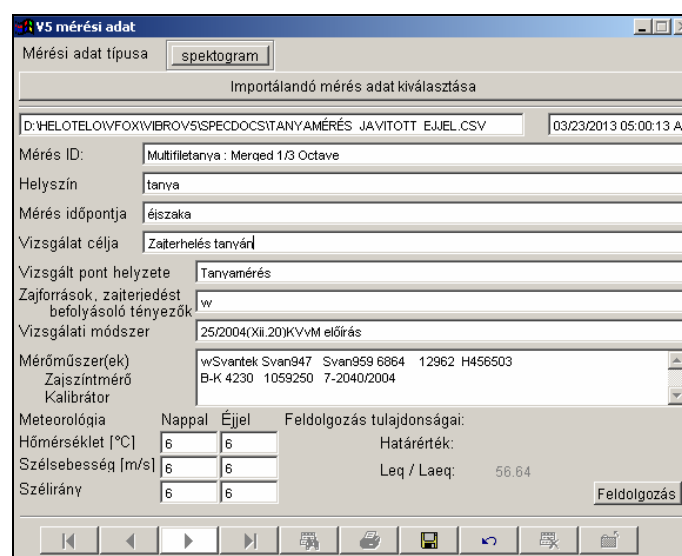 V5 mérési adat
Mérési adat típusa spektogram
Importálandó mérés adat kiválasztása
D:\HELOTELO\VFOX\VIBROV5\SPECDOCS\TANYAMÉRÉS JAVITOTT EJJEL.CSV 03/23/2013 05:00:13 A
Mérés ID: Multifiletanya : Merged 1/3 Octave
Helyszín tanya
Mérés időpontja éjszaka
Vizsgálat célja Zajterhelés tanyán
Vizsgált pont helyzete Tanyamérés
Zajforrások, zajterjedést
befolyásoló tényezők w
Vizsgálati módszer 25/2004(Xii.20)KVvM előírás
Mérőműszer(ek) wSvantek Svan947 Svan959 6864 12962 H456503
Zajszíntmérő B-K 4230 1059250 7-2040/2004
Kalibrátor
Meteorológia Nappal Éjjel Feldolgozás tulajdonságai:
Hőmérséklet [°C] 6 6 Határérték:
Szélsebesség [m/s] 6 6 Leq / Laeq: 56.64
Szélirány 6 6 Feldolgozás